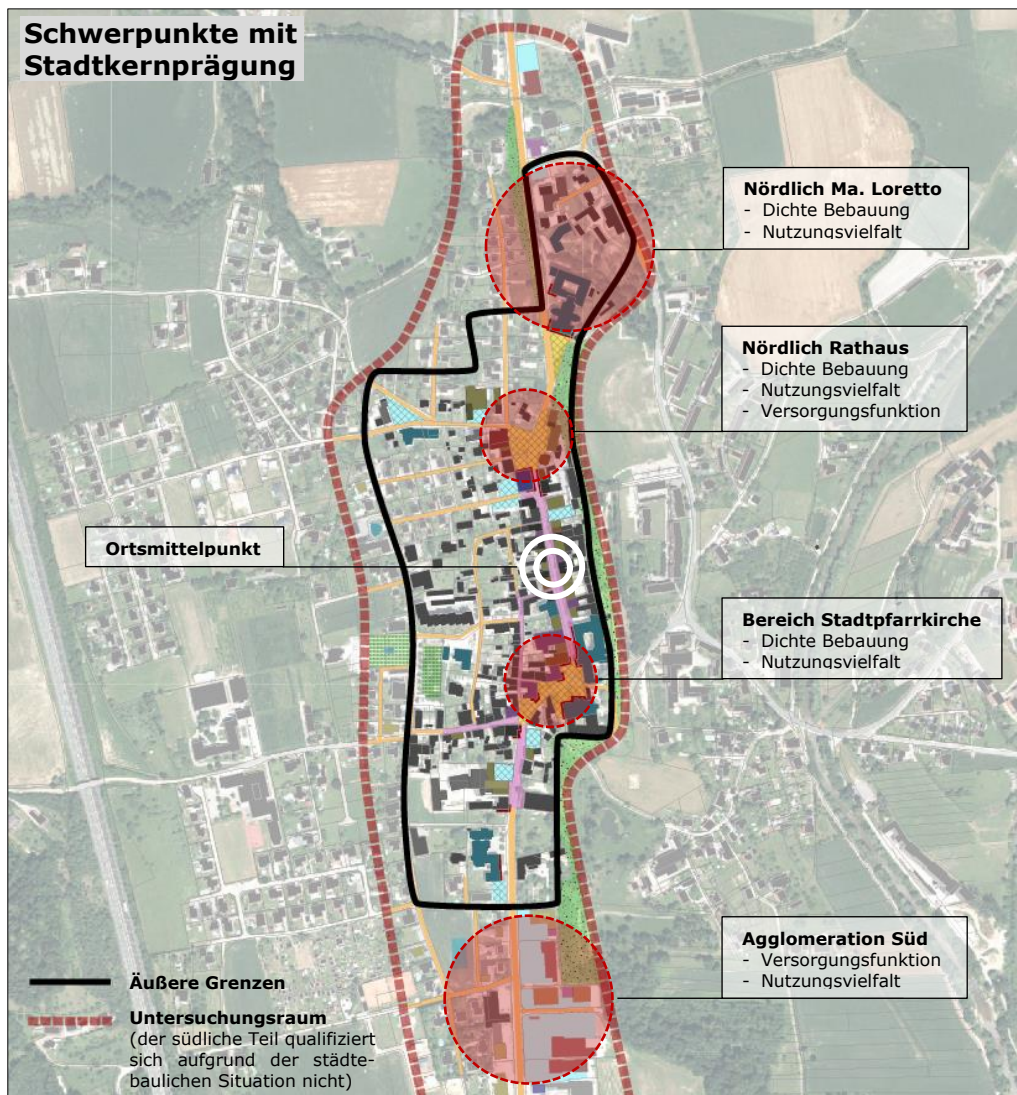 Schwerpunkte mit
Stadtkernprägung
Nördlich Ma. Loretto
- Dichte Bebauung
- Nutzungsvielfalt
Nördlich Rathaus
- Dichte Bebauung
- Nutzungsvielfalt
- Versorgungsfunktion
Ortsmittelpunkt
Bereich Stadtpfarrkirche
- Dichte Bebauung
- Nutzungsvielfalt
Agglomeration Süd
- Versorgungsfunktion
- Nutzungsvielfalt
Äußere Grenzen
Untersuchungsraum
(der südliche Teil qualifiziert
sich aufgrund der städte-
baulichen Situation nicht)